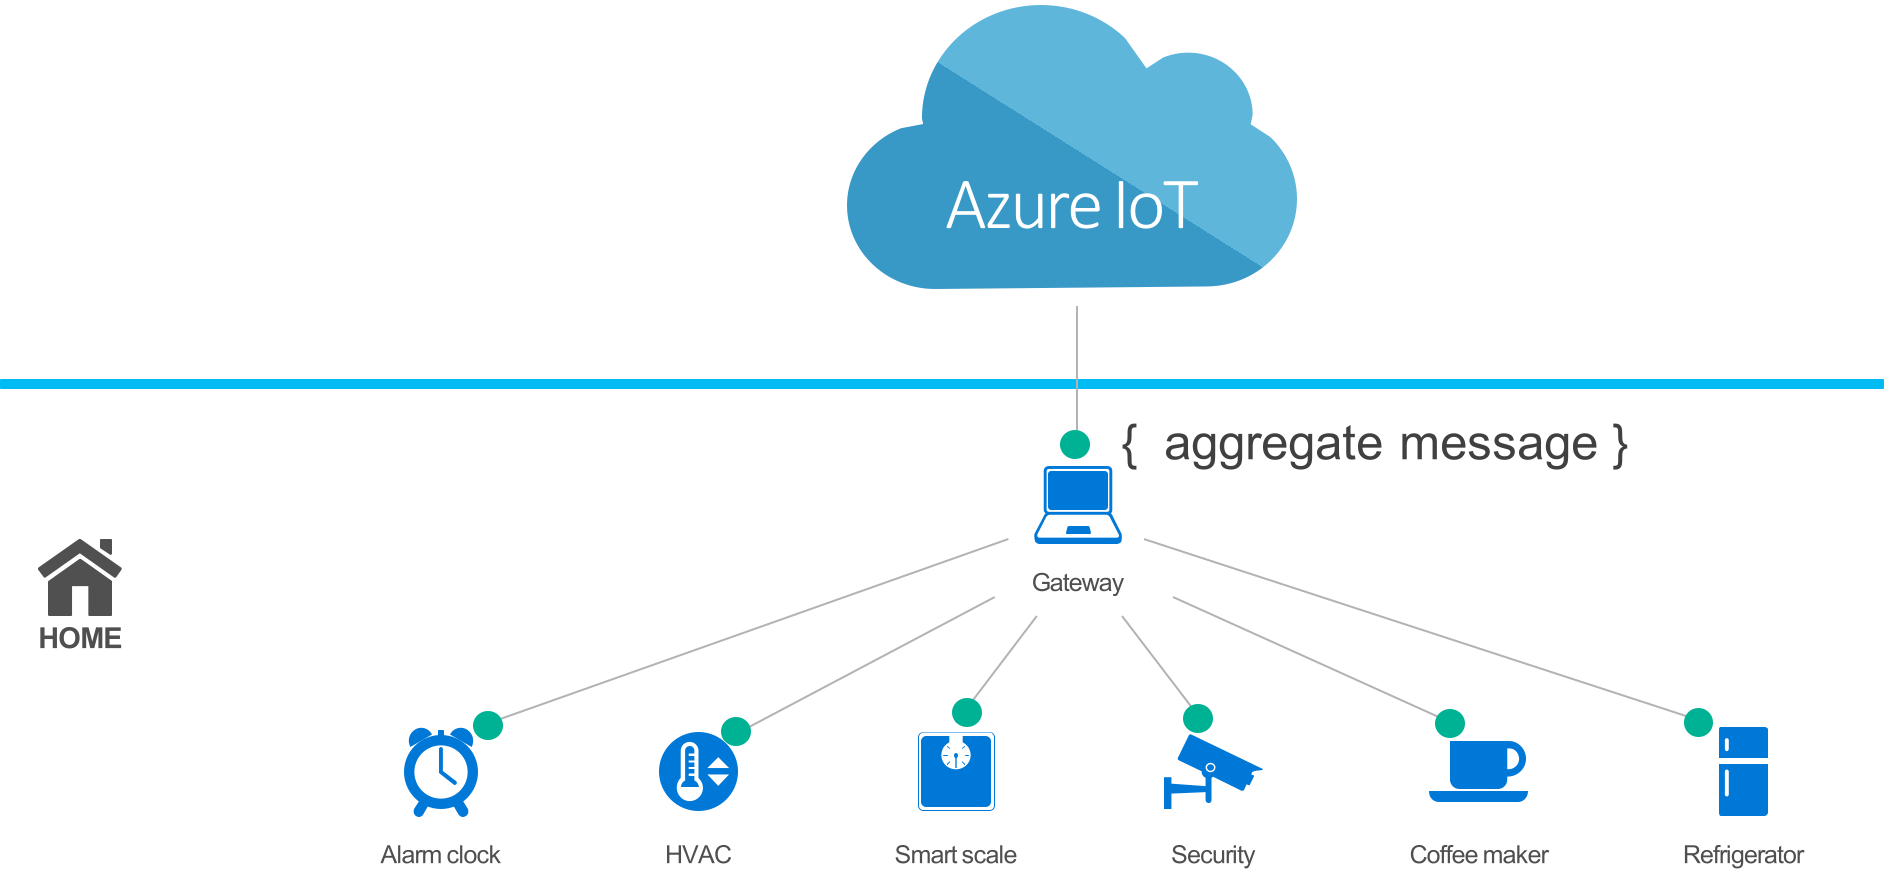 Azure IoT
{ aggregate message }
Gateway
HOME
Alarm clock
HVAC
Smart scale
Security
Coffee maker
Refrigerator